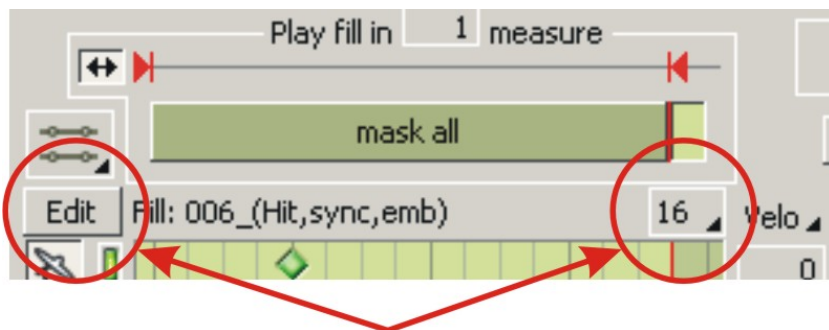 Play fill in 1 measure
mask all
Edit Fill: 006_(Hit,sync,emb) 16 Velo
0